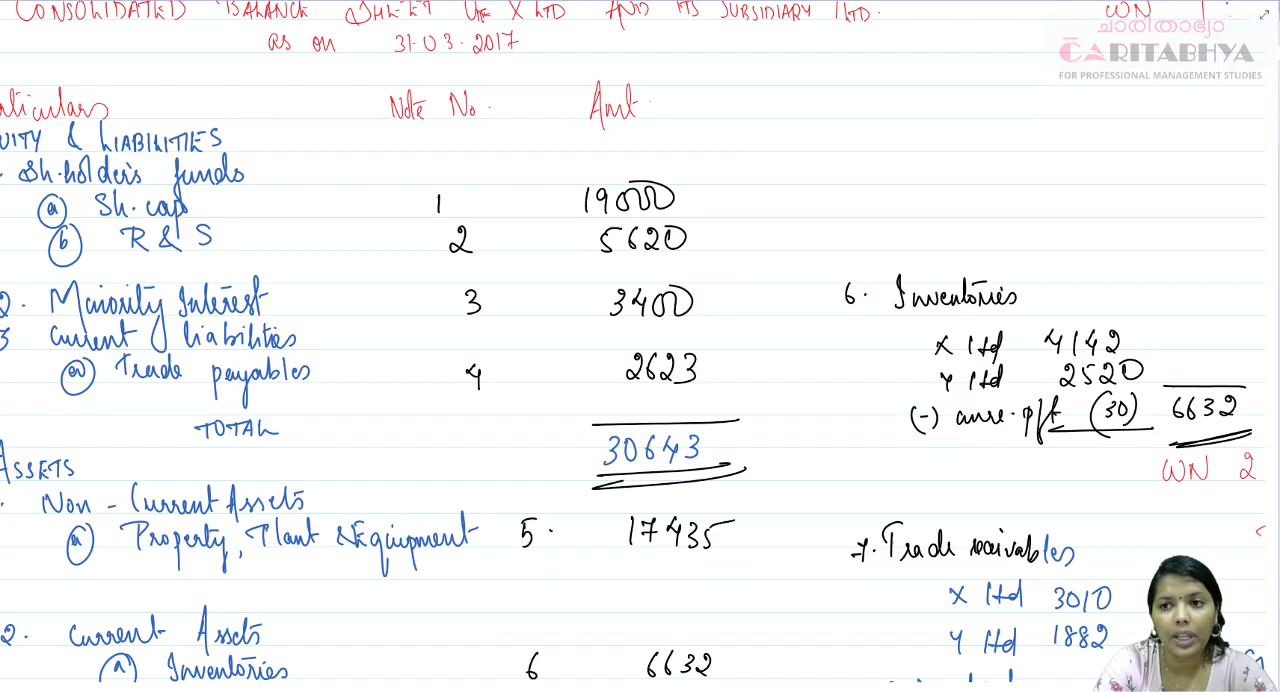 CONSOLIDATED BALANCE SHEET OF X LTD AND ITS SUBSIDIARY LTD.
as on 31.03.2017
WN 1
ചാരിതാഭ്യാ
CARITABHYA
FOR PROFESSIONAL MANAGEMENT STUDIES
ticulars Note No. Amt.
UITY & LIABILITIES
Sh.holder's funds
(a) Sh. cap 1 19000
(b) R & S 2 5620
2. Minority Interest 3 3400
3 Current liabilities
(a) Trade payables 4 2623
TOTAL 30643
ASSETS
Non - Current Assets
(a) Property, Plant & Equipment 5. 17435
2. Current Assets
(a) Inventories 6 6632
6. Inventories
X ltd 4142
Y ltd 2520
(-) unre. pft (30) 6632
WN 2
7. Trade receivables
X ltd 3010
Y ltd 1882